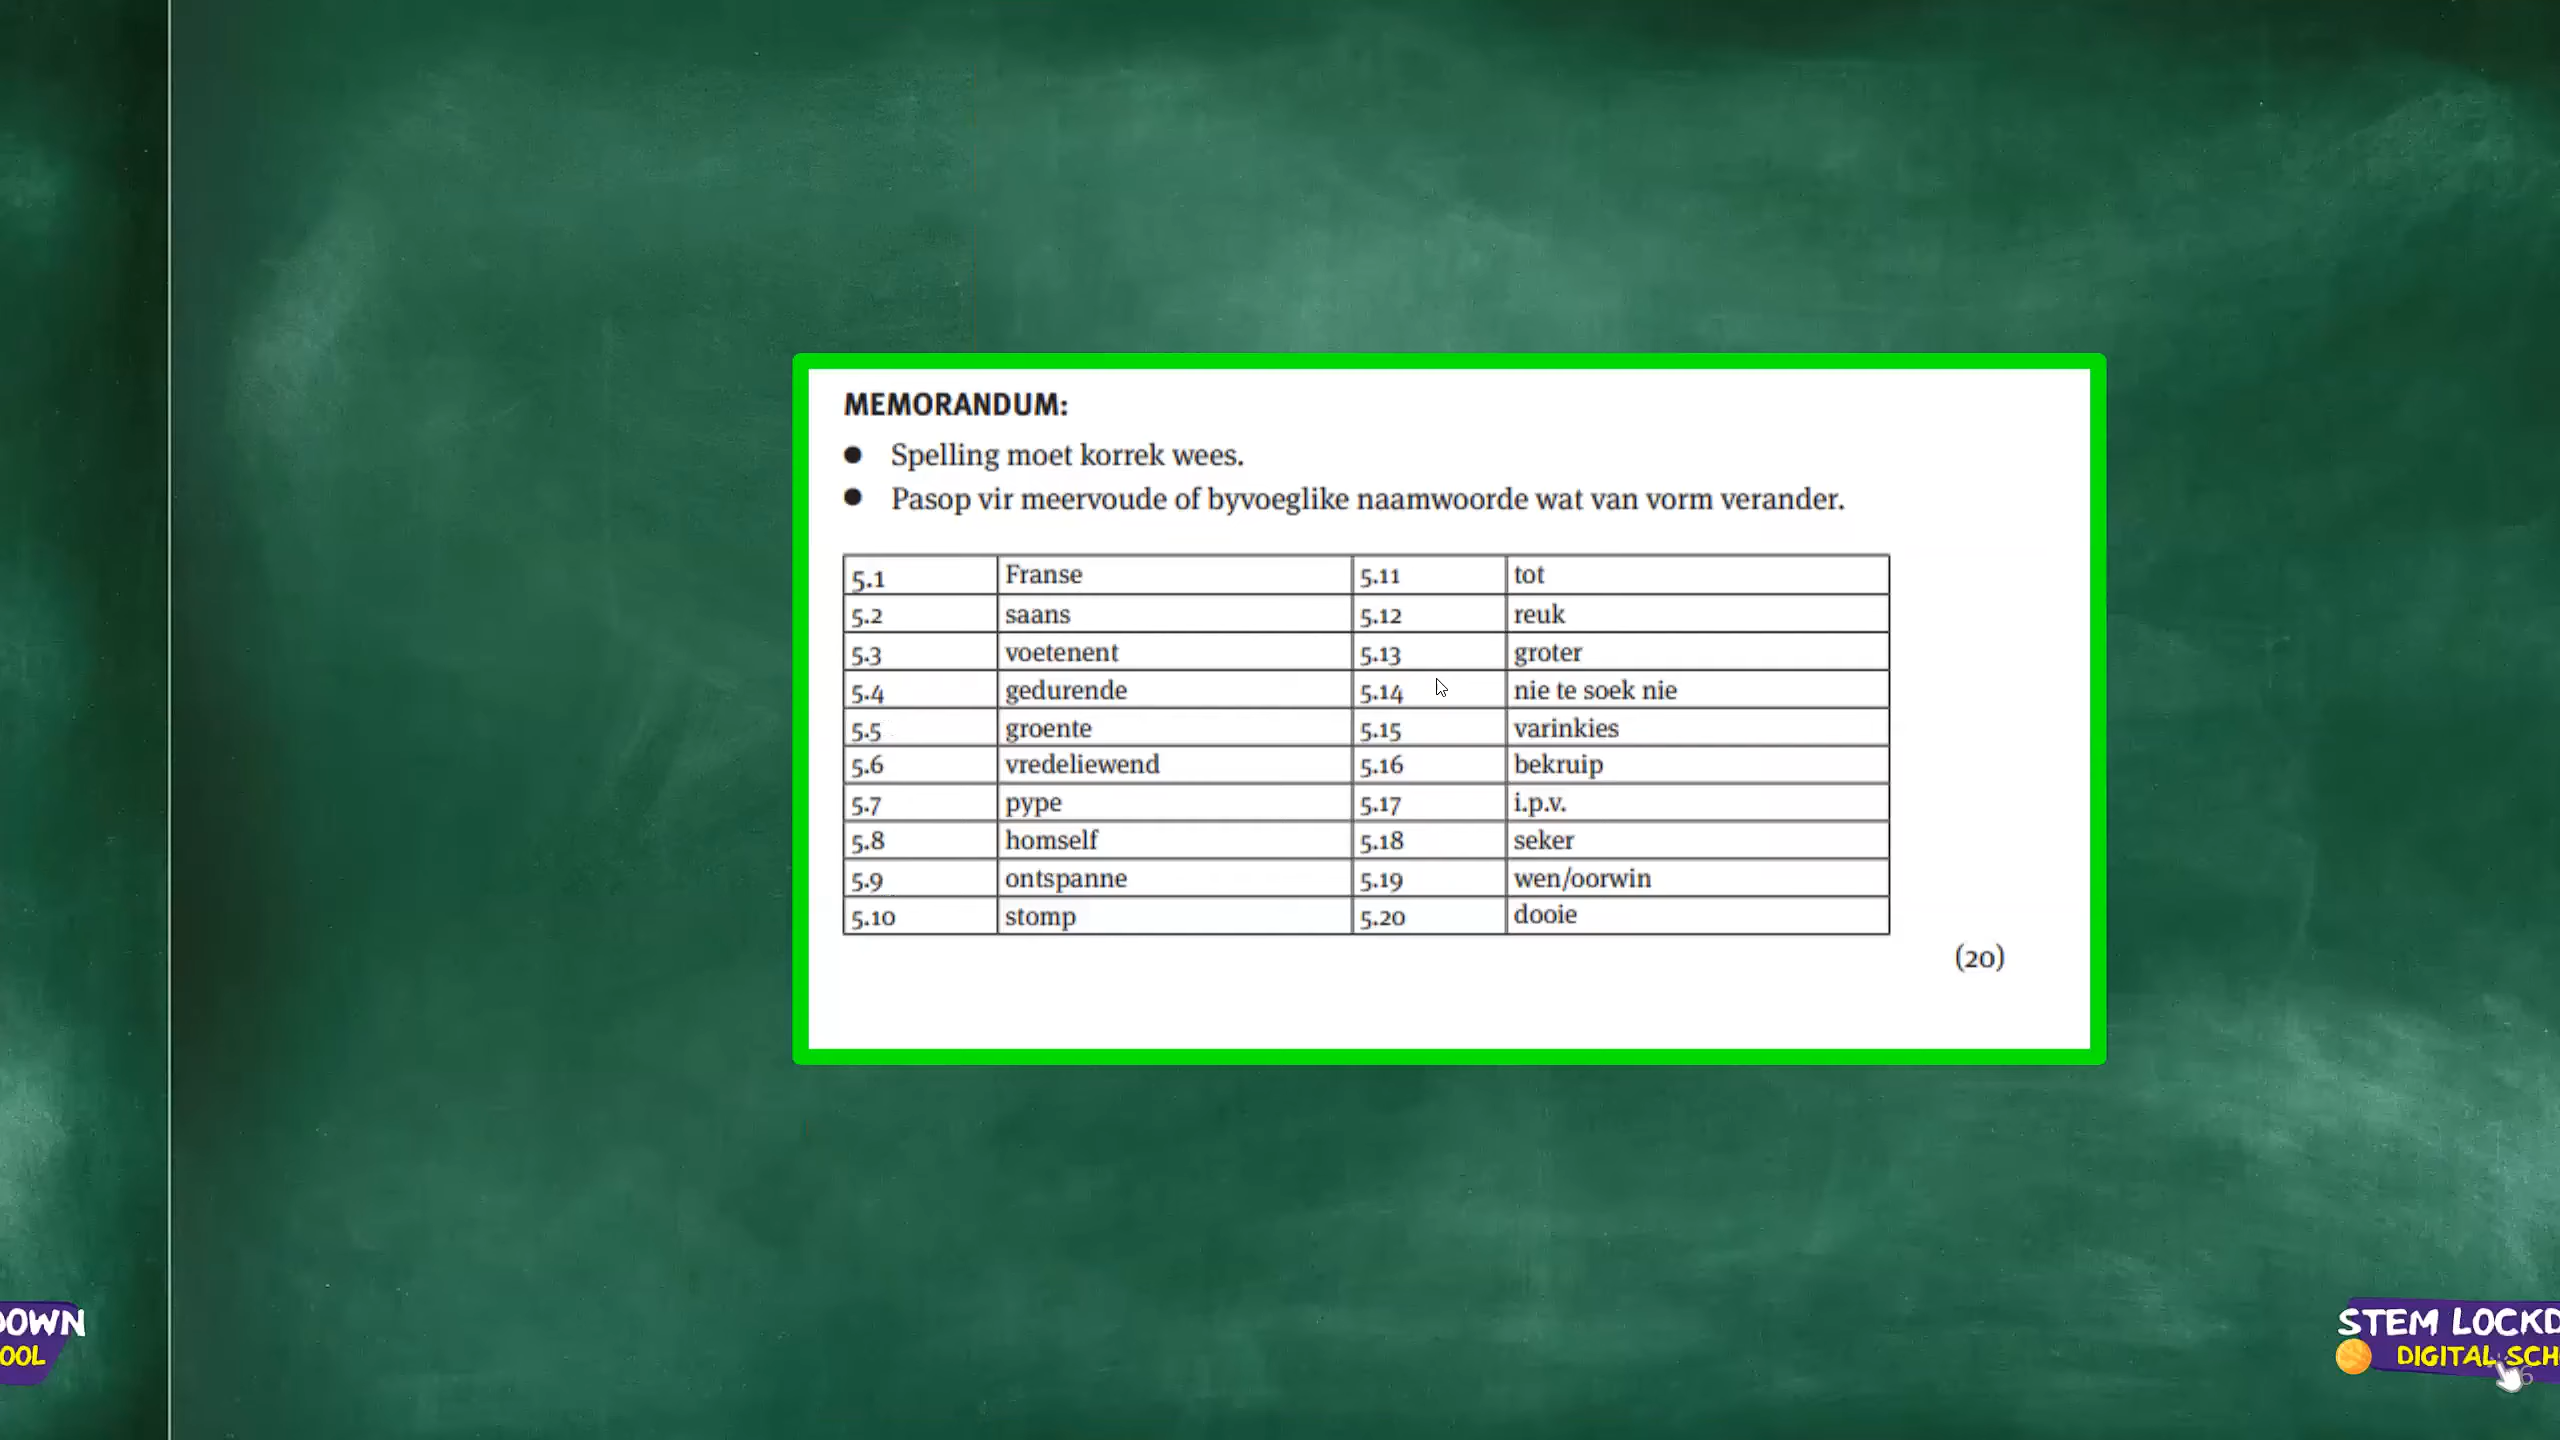 MEMORANDUM:
● Spelling moet korrek wees.
● Pasop vir meervoude of byvoeglike naamwoorde wat van vorm verander.
5.1 Franse 5.11 tot
5.2 saans 5.12 reuk
5.3 voetenent 5.13 groter
5.4 gedurende 5.14 nie te soek nie
5.5 groente 5.15 varinkies
5.6 vredeliewend 5.16 bekruip
5.7 pype 5.17 i.p.v.
5.8 homself 5.18 seker
5.9 ontspanne 5.19 wen/oorwin
5.10 stomp 5.20 dooie
(20)
DOWN
OOL
STEM LOCKD
DIGITAL SCH
6